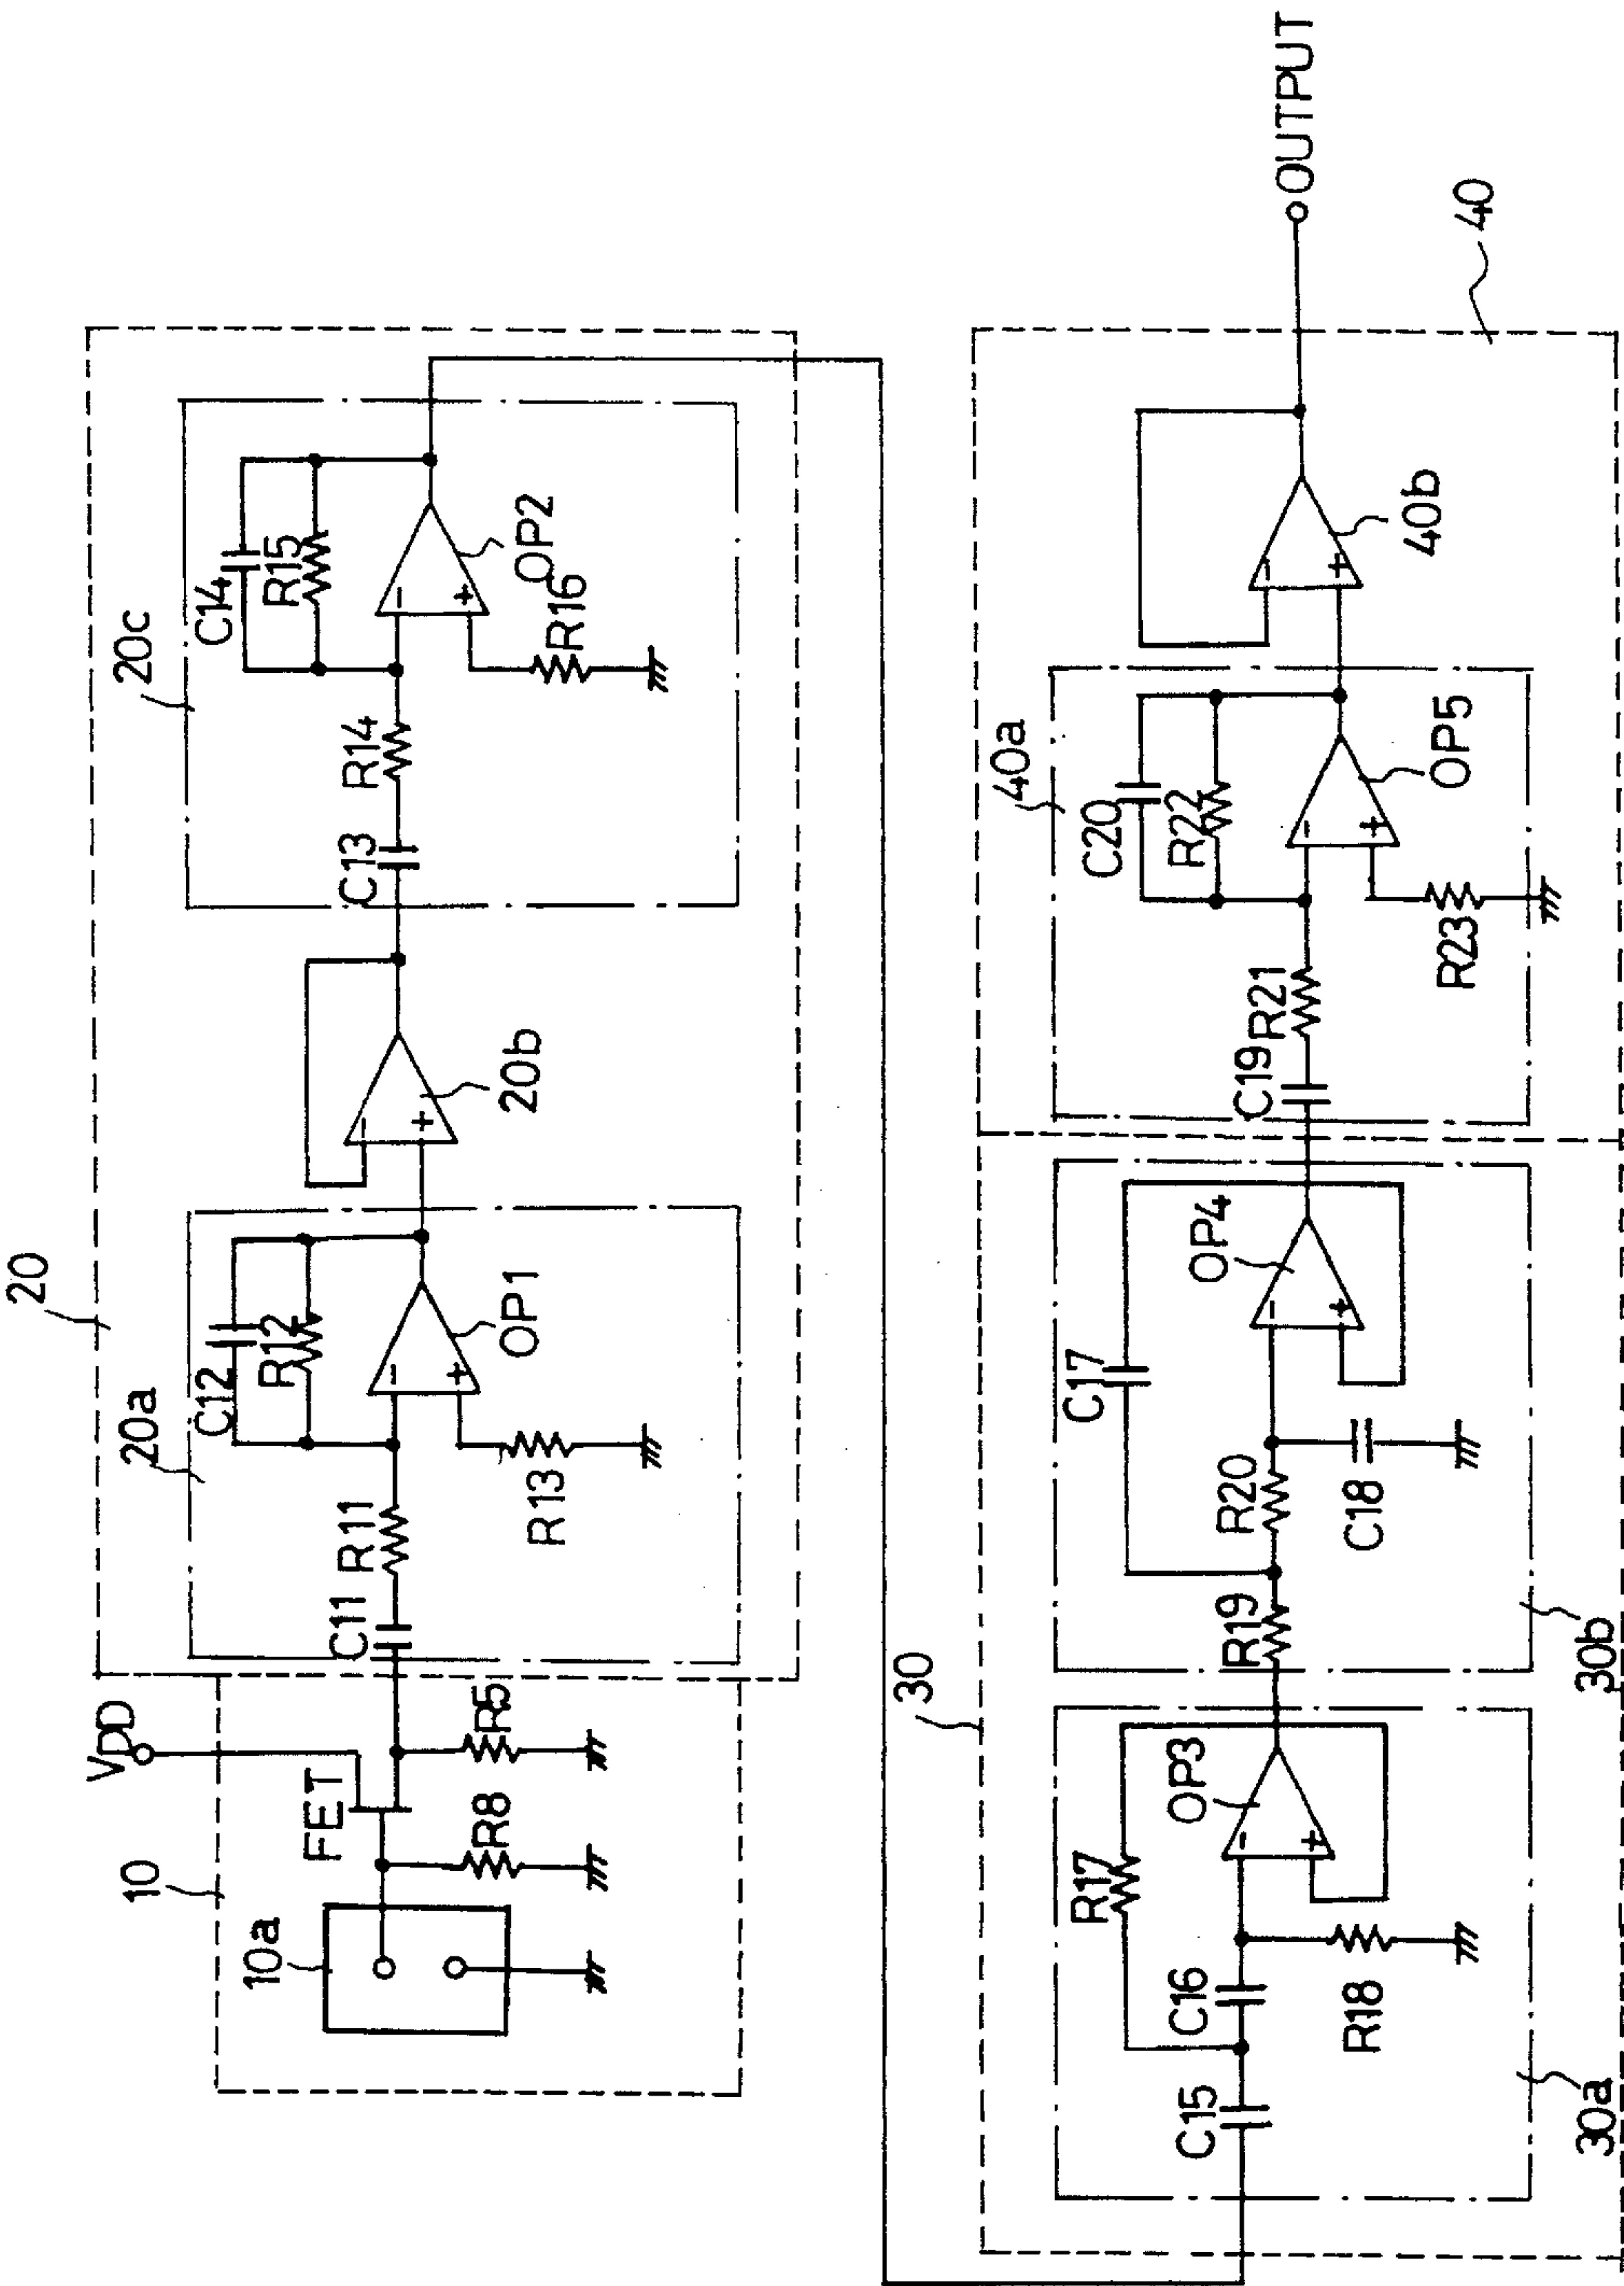 20
20a
C12
R12
C11
R11
OP1
R13
20b
20c
C14
R15
C13
R14
OP2
R16
10
10a
VDD
FET
R8
R5
30
C15
C16
R17
OP3
R18
30a
R19
R20
C17
OP4
C18
30b
40a
C20
R22
C19
R21
OP5
R23
40b
OUTPUT
40